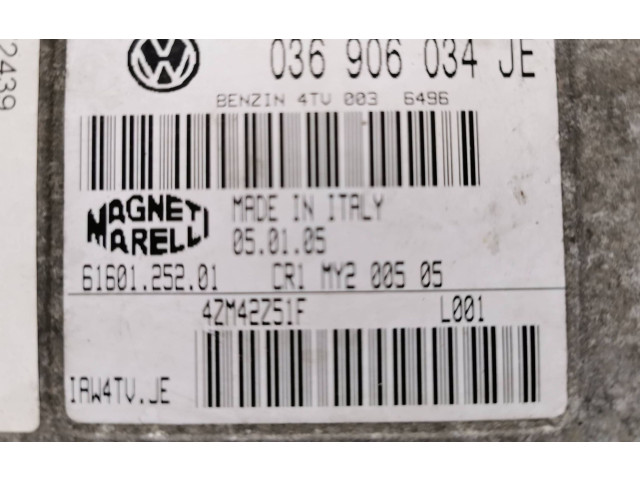 2439
036 906 034 JE
BENZIN 4TV 003 6496
MAGNETI
MARELLI
MADE IN ITALY
05.01.05
61601.252.01 CR1 MY2 005 05
4ZM42Z51F L001
IAW4TV.JE